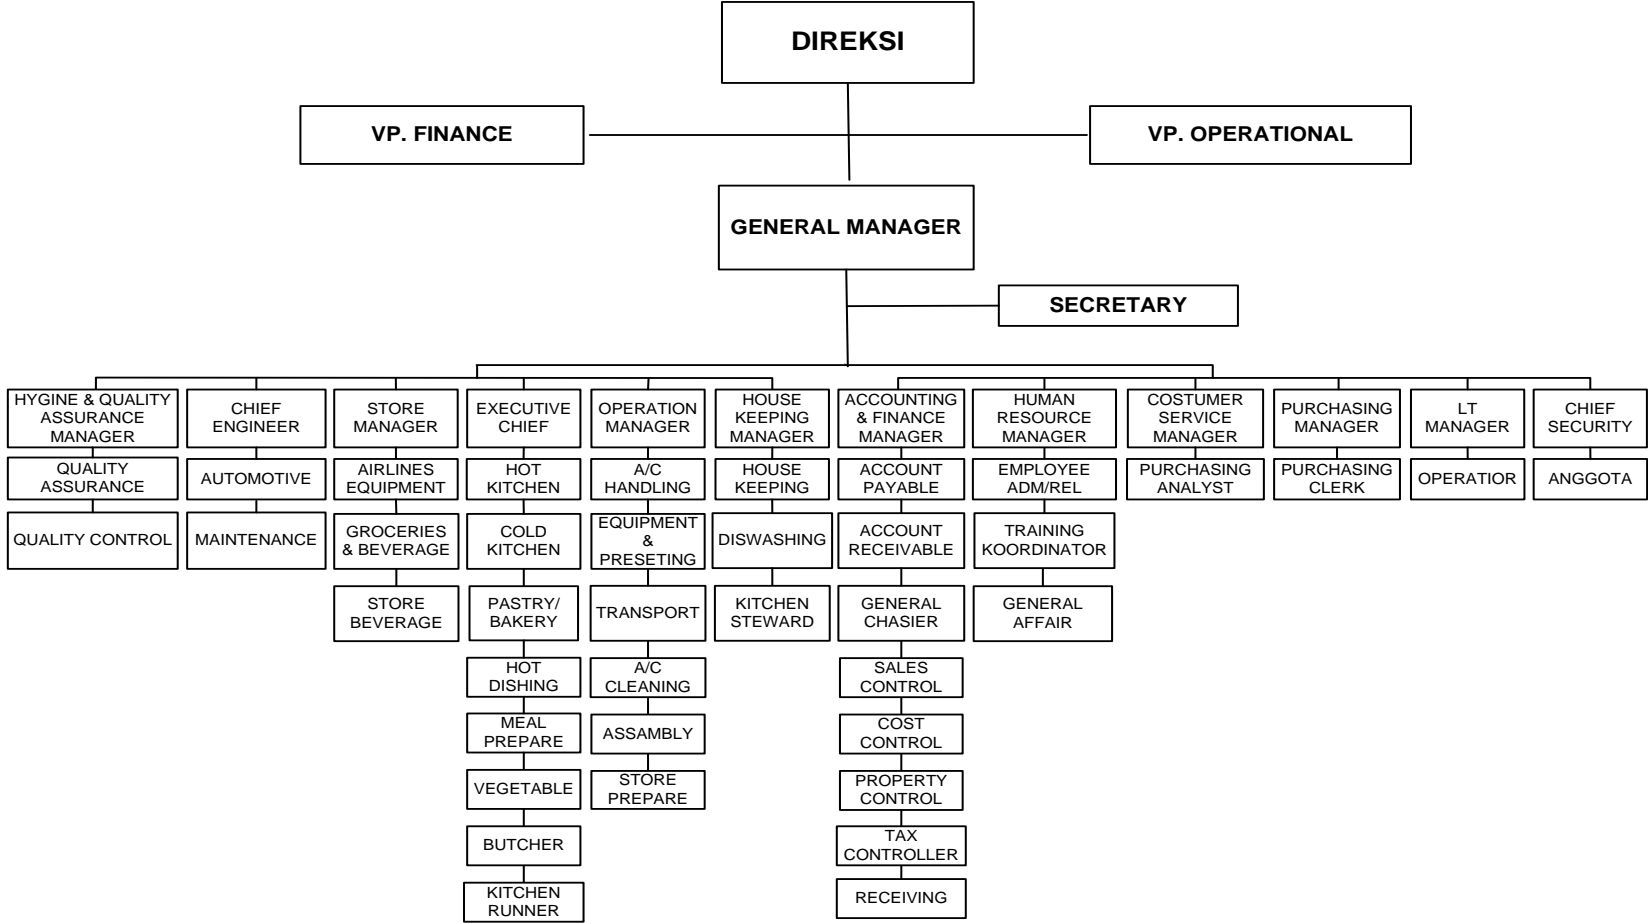 DIREKSI
VP. FINANCE
VP. OPERATIONAL
GENERAL MANAGER
SECRETARY
HYGINE & QUALITY
ASSURANCE
MANAGER
CHIEF
ENGINEER
STORE
MANAGER
EXECUTIVE
CHIEF
OPERATION
MANAGER
HOUSE
KEEPING
MANAGER
ACCOUNTING
& FINANCE
MANAGER
HUMAN
RESOURCE
MANAGER
COSTUMER
SERVICE
MANAGER
PURCHASING
MANAGER
LT
MANAGER
CHIEF
SECURITY
QUALITY
ASSURANCE
AUTOMOTIVE
AIRLINES
EQUIPMENT
HOT
KITCHEN
A/C
HANDLING
HOUSE
KEEPING
ACCOUNT
PAYABLE
EMPLOYEE
ADM/REL
PURCHASING
ANALYST
PURCHASING
CLERK
OPERATIOR
ANGGOTA
QUALITY CONTROL
MAINTENANCE
GROCERIES
& BEVERAGE
COLD
KITCHEN
EQUIPMENT
&
PRESETING
DISWASHING
ACCOUNT
RECEIVABLE
TRAINING
KOORDINATOR
STORE
BEVERAGE
PASTRY/
BAKERY
TRANSPORT
KITCHEN
STEWARD
GENERAL
CHASIER
GENERAL
AFFAIR
HOT
DISHING
A/C
CLEANING
SALES
CONTROL
MEAL
PREPARE
ASSAMBLY
COST
CONTROL
VEGETABLE
STORE
PREPARE
PROPERTY
CONTROL
BUTCHER
TAX
CONTROLLER
KITCHEN
RUNNER
RECEIVING